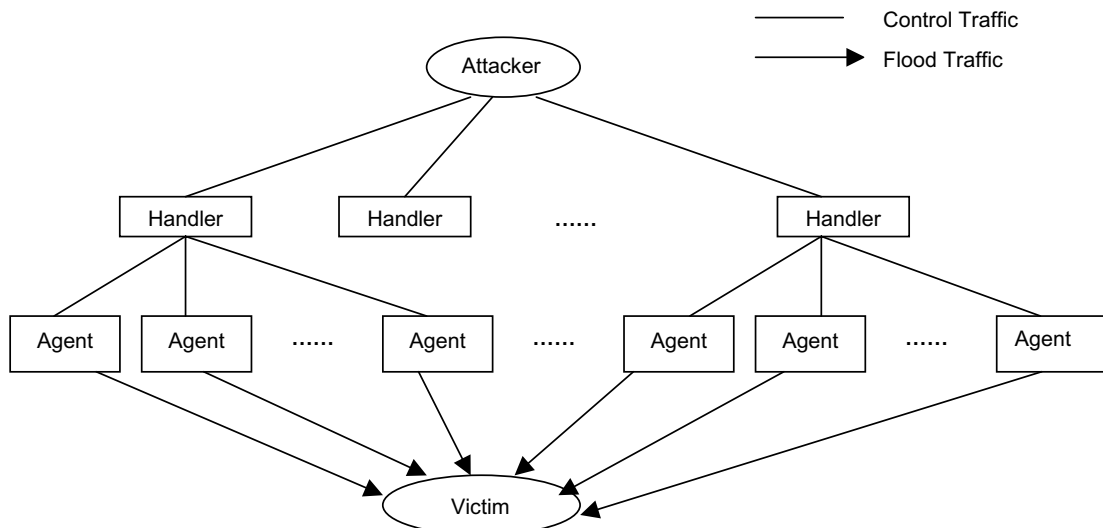 Control Traffic
Flood Traffic
Attacker
Handler Handler ...... Handler
Agent Agent ...... Agent ...... Agent Agent ...... Agent
Victim